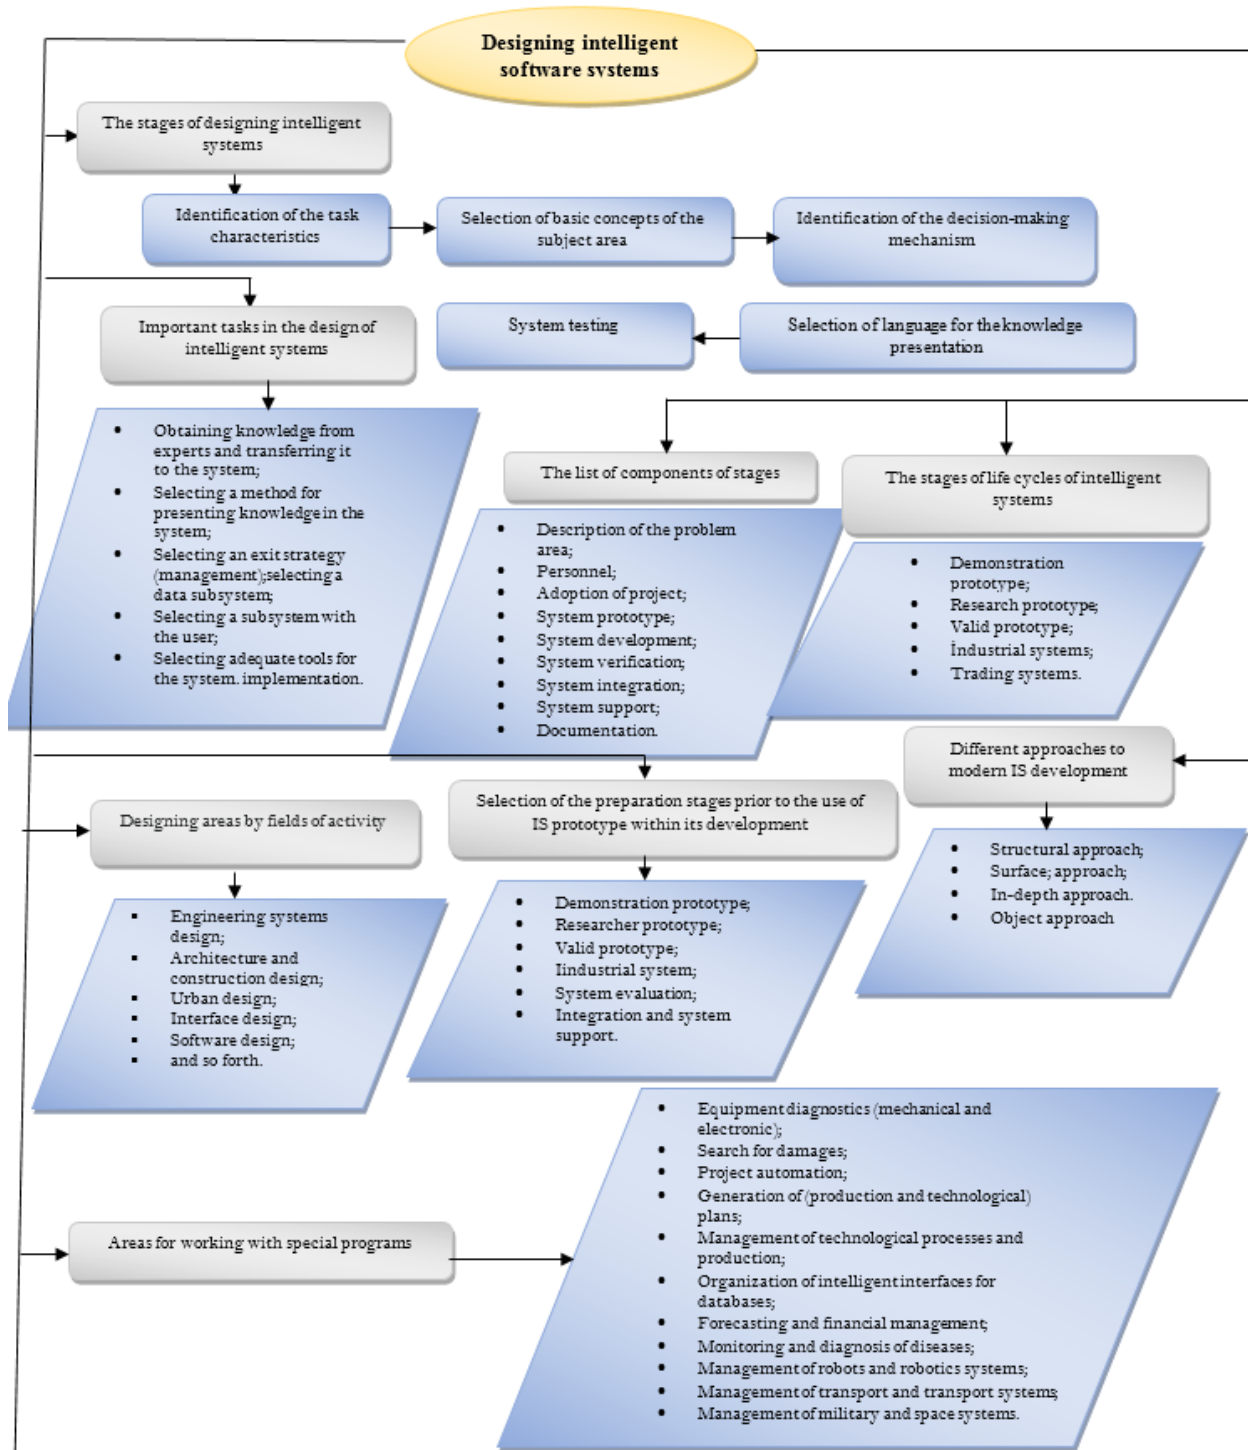 Designing intelligent
software systems
The stages of designing intelligent
systems
Identification of the task
characteristics
Selection of basic concepts of the
subject area
Identification of the decision-making
mechanism
Important tasks in the design of
intelligent systems
System testing
Selection of language for the knowledge
presentation
• Obtaining knowledge from
experts and transferring it
to the system;
• Selecting a method for
presenting knowledge in the
system;
• Selecting an exit strategy
(management);selecting a
data subsystem;
• Selecting a subsystem with
the user;
• Selecting adequate tools for
the system. implementation.
The list of components of stages
• Description of the problem
area;
• Personnel;
• Adoption of project;
• System prototype;
• System development;
• System verification;
• System integration;
• System support;
• Documentation.
The stages of life cycles of intelligent
systems
• Demonstration
prototype;
• Research prototype;
• Valid prototype;
• İndustrial systems;
• Trading systems.
Different approaches to
modern IS development
• Structural approach;
• Surface; approach;
• In-depth approach.
• Object approach
Designing areas by fields of activity
▪ Engineering systems
design;
▪ Architecture and
construction design;
▪ Urban design;
▪ Interface design;
▪ Software design;
▪ and so forth.
Selection of the preparation stages prior to the use of
IS prototype within its development
• Demonstration prototype;
• Researcher prototype;
• Valid prototype;
• Iindustrial system;
• System evaluation;
• Integration and system
support.
Areas for working with special programs
• Equipment diagnostics (mechanical and
electronic);
• Search for damages;
• Project automation;
• Generation of (production and technological)
plans;
• Management of technological processes and
production;
• Organization of intelligent interfaces for
databases;
• Forecasting and financial management;
• Monitoring and diagnosis of diseases;
• Management of robots and robotics systems;
• Management of transport and transport systems;
• Management of military and space systems.